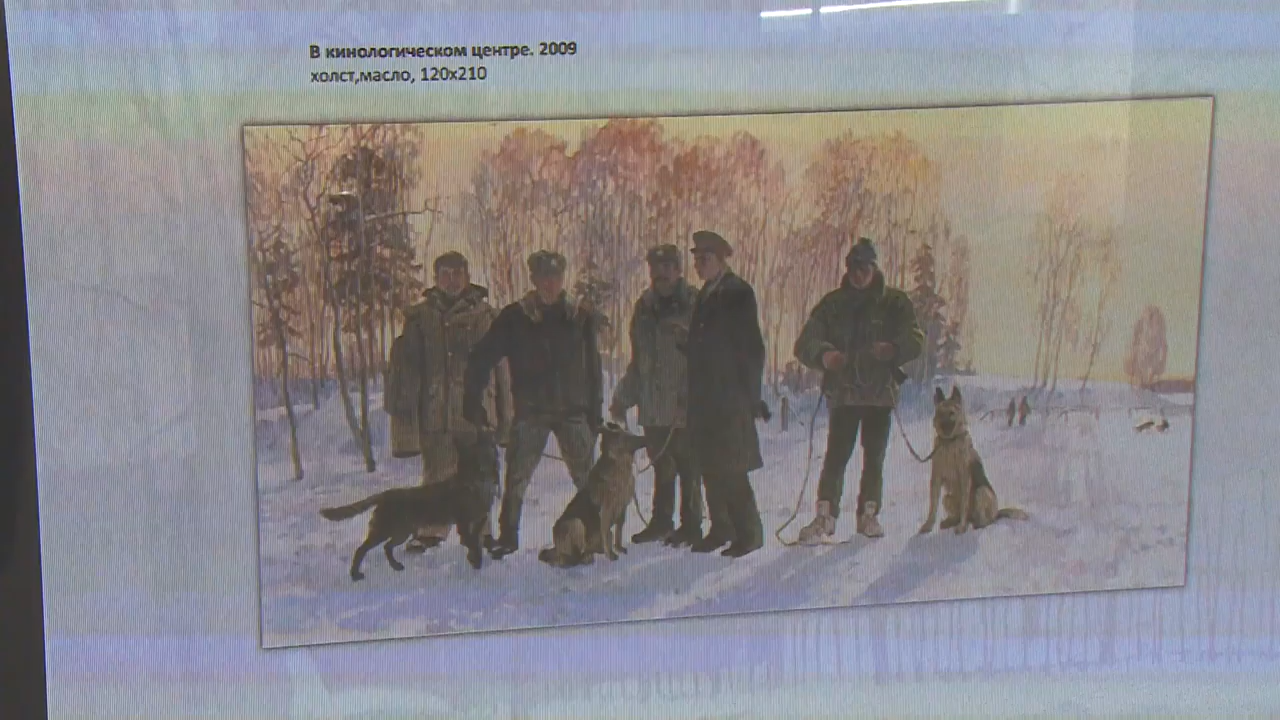 В кинологическом центре. 2009
холст,масло, 120х210